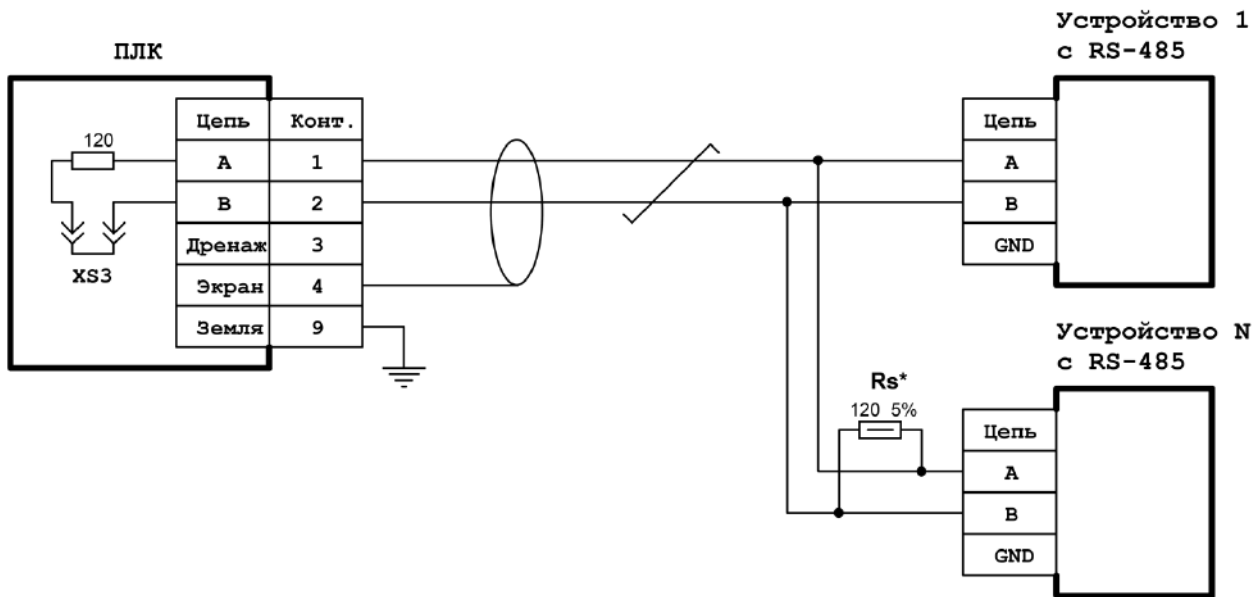 ПЛК
Устройство 1
с RS-485
Цепь Конт.
120
А 1
В 2
Дренаж 3
XS3
Экран 4
Земля 9
Цепь
А
В
GND
Устройство N
с RS-485
Rs*
120 5%
Цепь
А
В
GND